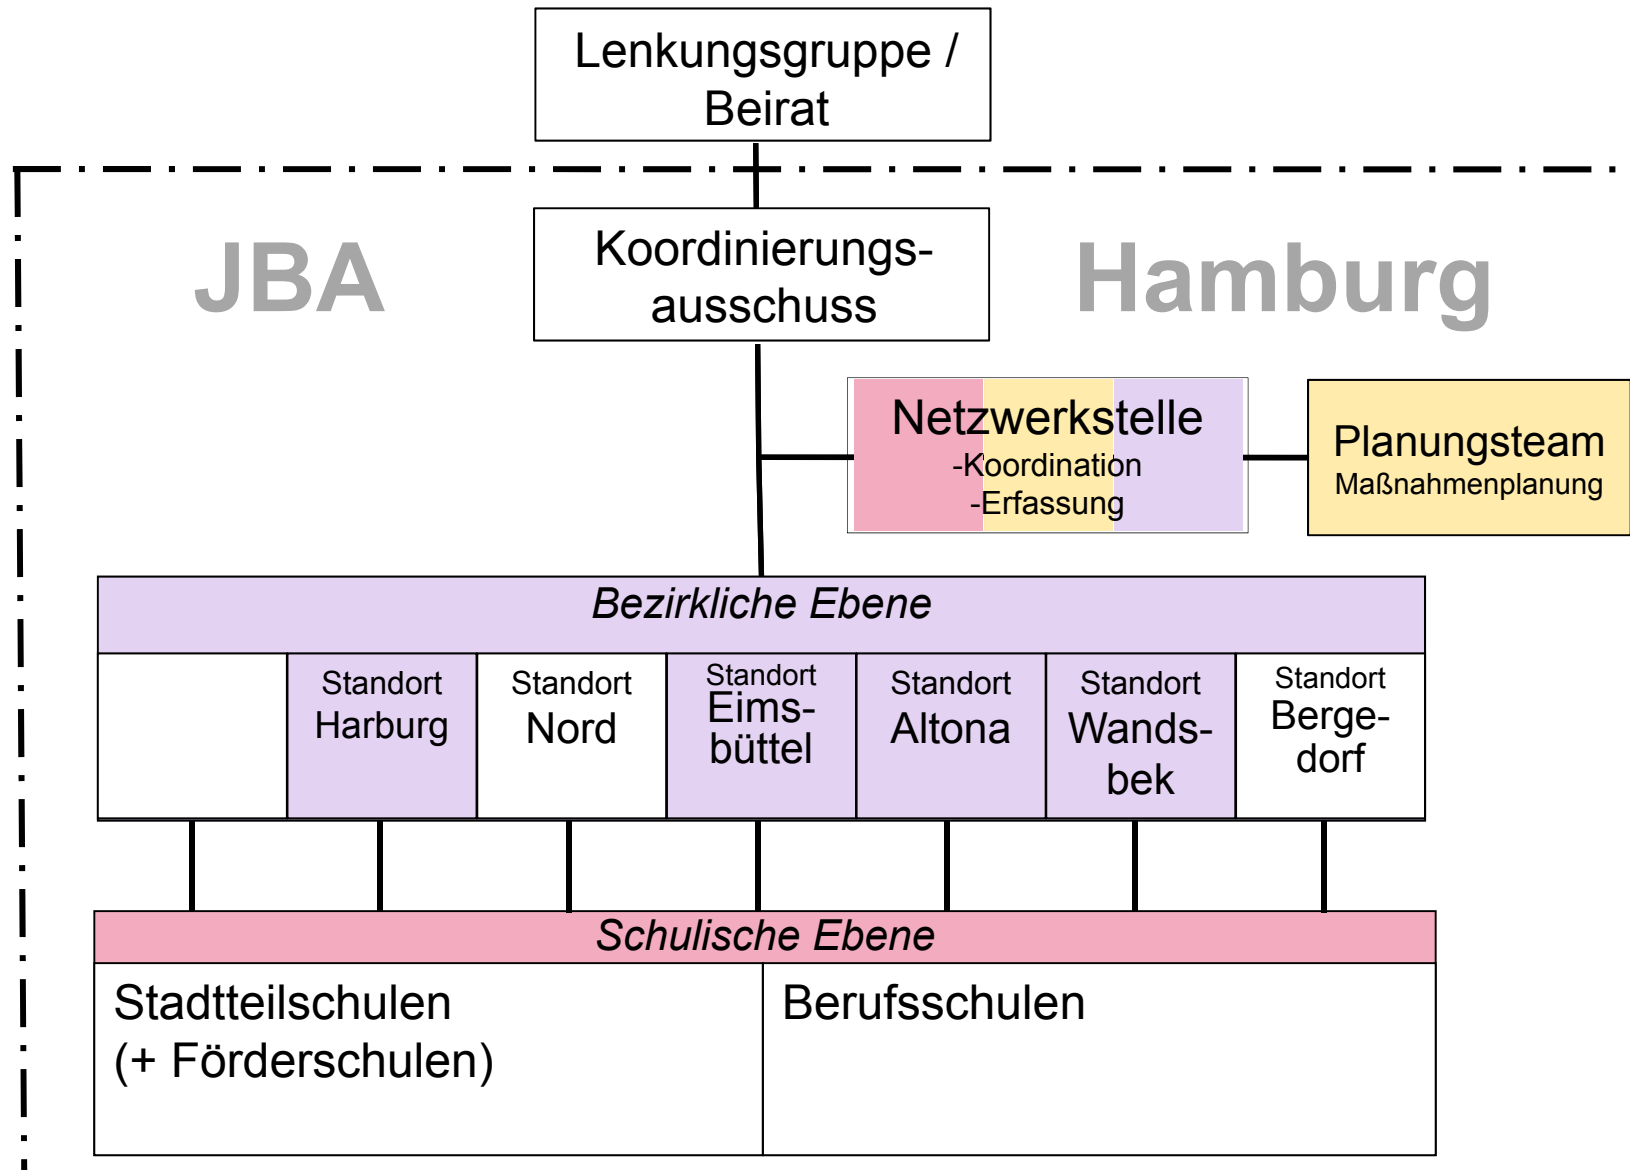 Lenkungsgruppe /
Beirat
JBA
Hamburg
Koordinierungs-
ausschuss
Netzwerkstelle
-Koordination
-Erfassung
Planungsteam
Maßnahmenplanung
Bezirkliche Ebene
Standort
Harburg
Standort
Nord
Standort
Eims-
büttel
Standort
Altona
Standort
Wands-
bek
Standort
Berge-
dorf
Schulische Ebene
Stadtteilschulen
(+ Förderschulen)
Berufsschulen